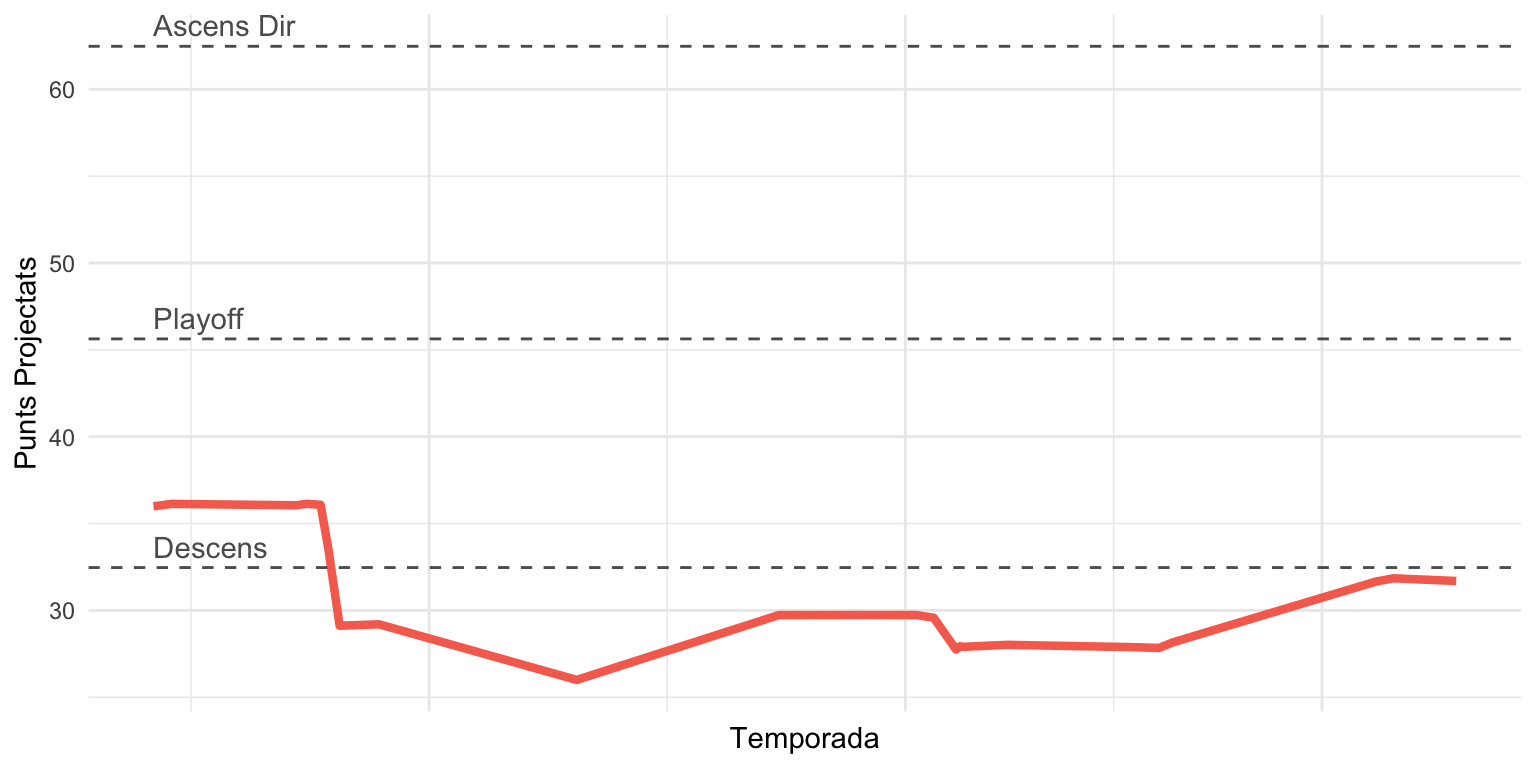 Ascens Dir
60
50
Playoff
Punts Projectats
40
Descens
30
Temporada